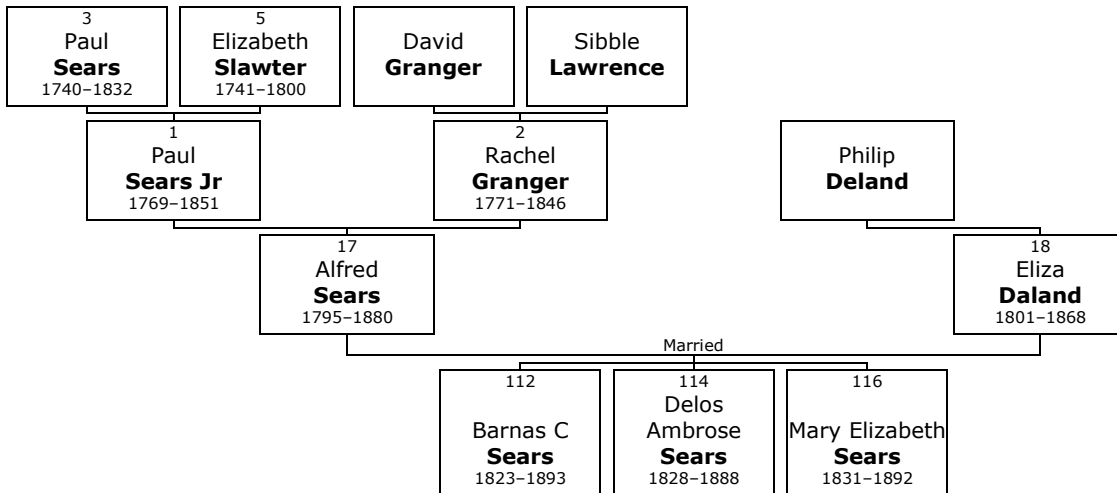 3
Paul
Sears
1740–1832
5
Elizabeth
Slawter
1741–1800
David
Granger
Sibble
Lawrence
1
Paul
Sears Jr
1769–1851
2
Rachel
Granger
1771–1846
Philip
Deland
17
Alfred
Sears
1795–1880
18
Eliza
Daland
1801–1868
Married
112
Barnas C
Sears
1823–1893
114
Delos
Ambrose
Sears
1828–1888
116
Mary Elizabeth
Sears
1831–1892